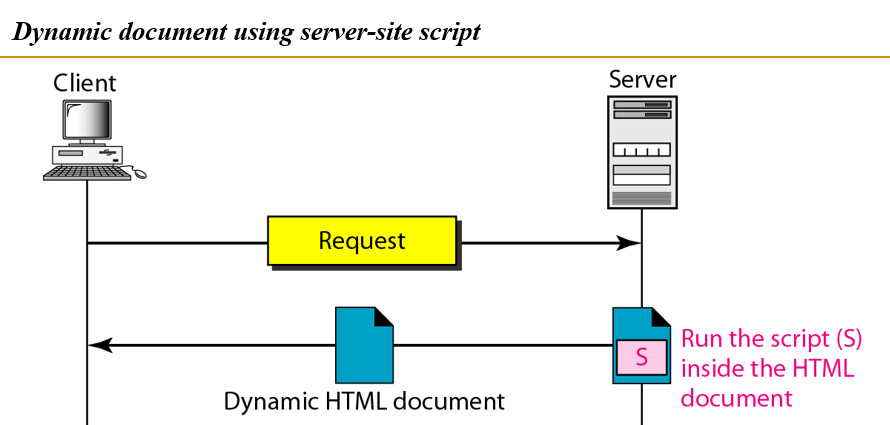 Dynamic document using server-site script
Client
Server
Request
S
Run the script (S)
inside the HTML
document
Dynamic HTML document